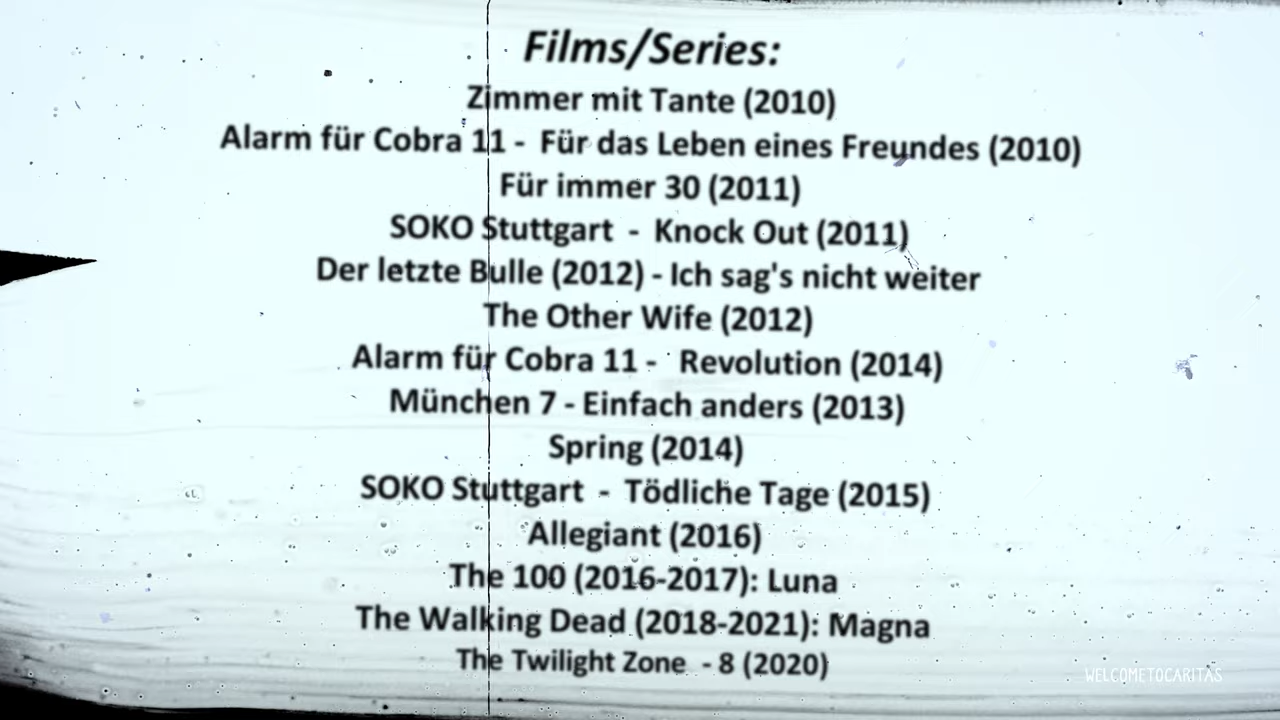 Films/Series:
Zimmer mit Tante (2010)
Alarm für Cobra 11 - Für das Leben eines Freundes (2010)
Für immer 30 (2011)
SOKO Stuttgart - Knock Out (2011)
Der letzte Bulle (2012) - Ich sag's nicht weiter
The Other Wife (2012)
Alarm für Cobra 11 - Revolution (2014)
München 7 - Einfach anders (2013)
Spring (2014)
SOKO Stuttgart - Tödliche Tage (2015)
Allegiant (2016)
The 100 (2016-2017): Luna
The Walking Dead (2018-2021): Magna
The Twilight Zone - 8 (2020)
WELCOMETOCARITAS